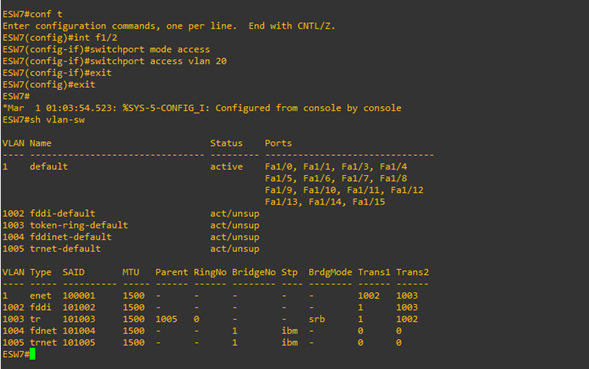 ESW7#conf t
Enter configuration commands, one per line.  End with CNTL/Z.
ESW7(config)#int f1/2
ESW7(config-if)#switchport mode access
ESW7(config-if)#switchport access vlan 20
ESW7(config-if)#exit
ESW7(config)#exit
ESW7#
*Mar  1 01:03:54.523: %SYS-5-CONFIG_I: Configured from console by console
ESW7#sh vlan-sw

VLAN Name                             Status    Ports
---- -------------------------------- --------- -------------------------------
1    default                          active    Fa1/0, Fa1/1, Fa1/3, Fa1/4
                                                Fa1/5, Fa1/6, Fa1/7, Fa1/8
                                                Fa1/9, Fa1/10, Fa1/11, Fa1/12
                                                Fa1/13, Fa1/14, Fa1/15
1002 fddi-default                     act/unsup
1003 token-ring-default               act/unsup
1004 fddinet-default                  act/unsup
1005 trnet-default                    act/unsup

VLAN Type  SAID       MTU   Parent RingNo BridgeNo Stp  BrdgMode Trans1 Trans2
---- ----- ---------- ----- ------ ------ -------- ---- -------- ------ ------
1    enet  100001     1500  -      -      -        -    -        1002   1003
1002 fddi  101002     1500  -      -      -        -    -        1      1003
1003 tr    101003     1500  1005   0      -        -    srb      1      1002
1004 fdnet 101004     1500  -      -      1        ibm  -        0      0
1005 trnet 101005     1500  -      -      1        ibm  -        0      0
ESW7#